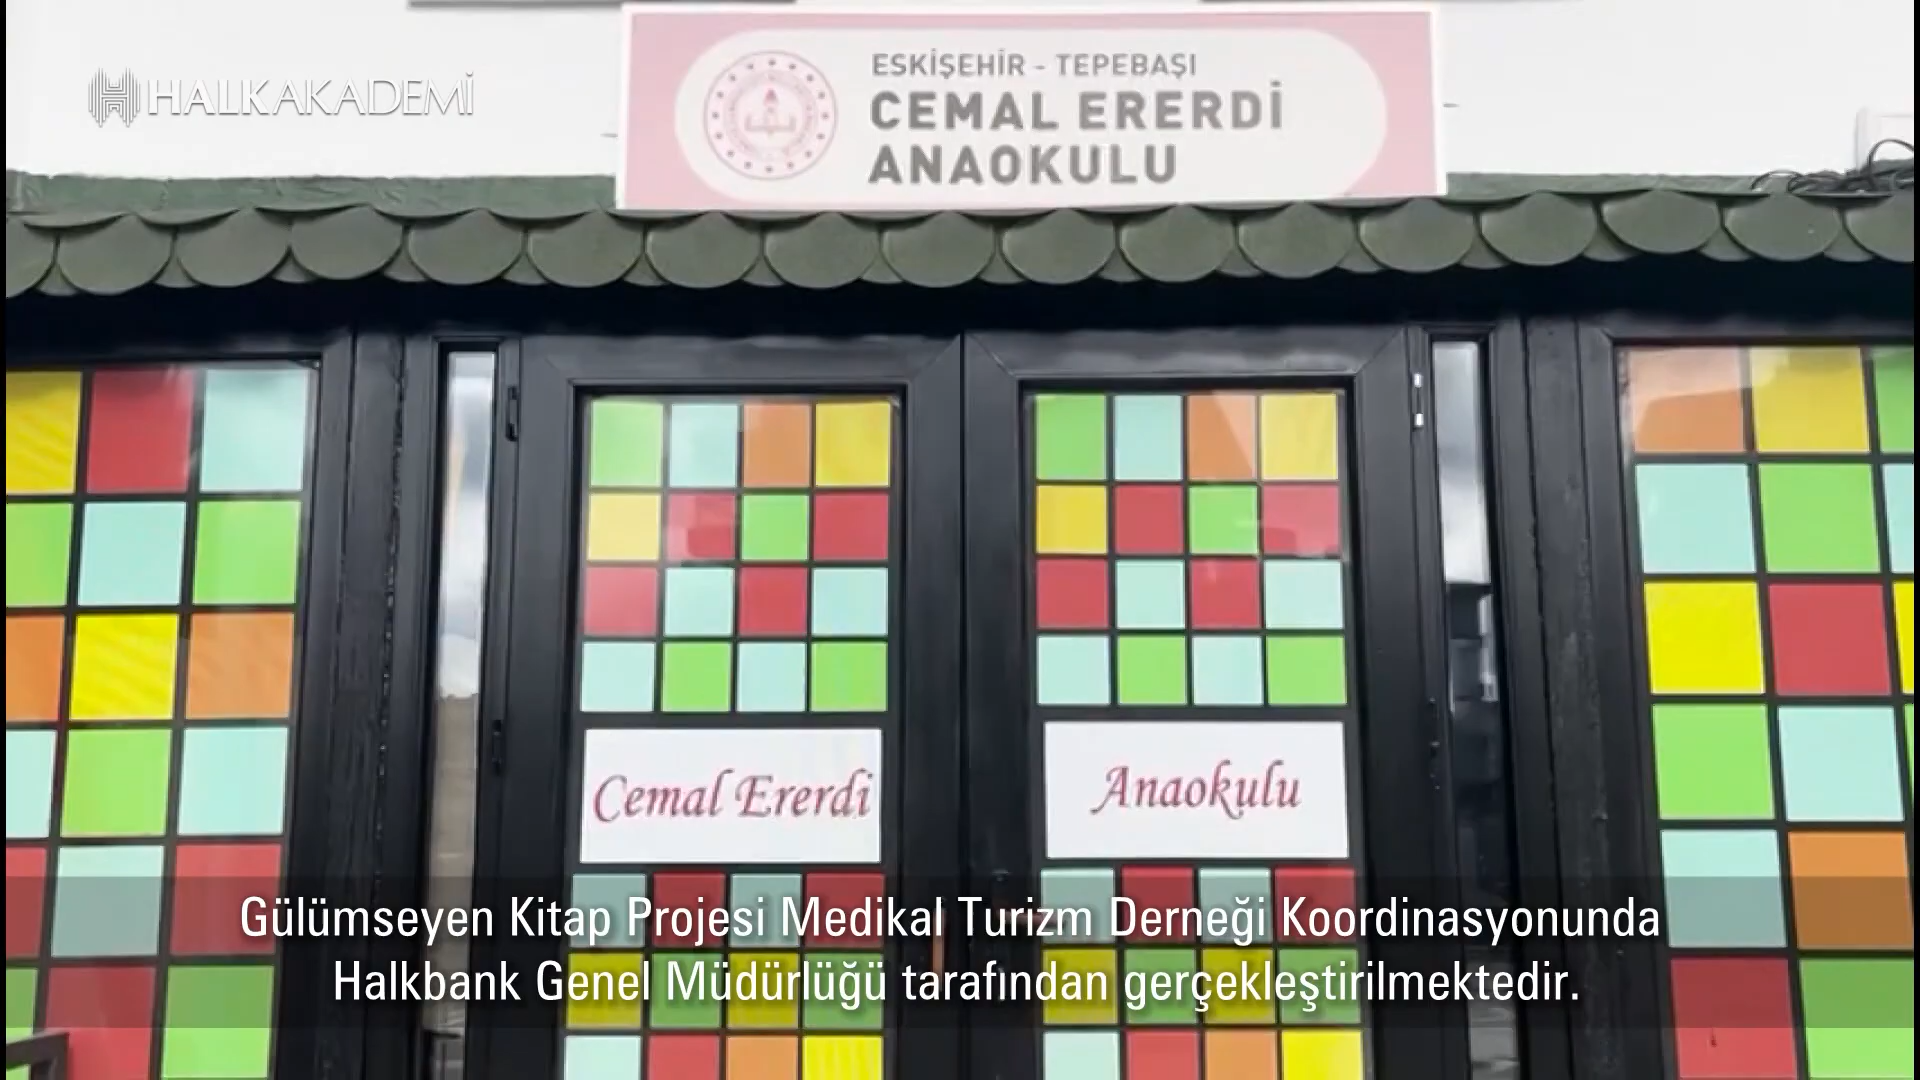 HALKAKADEMİ
ESKİŞEHİR - TEPEBAŞI
CEMAL ERERDİ
ANAOKULU
Cemal Ererdi
Anaokulu
Gülümseyen Kitap Projesi Medikal Turizm Derneği Koordinasyonunda
Halkbank Genel Müdürlüğü tarafından gerçekleştirilmektedir.